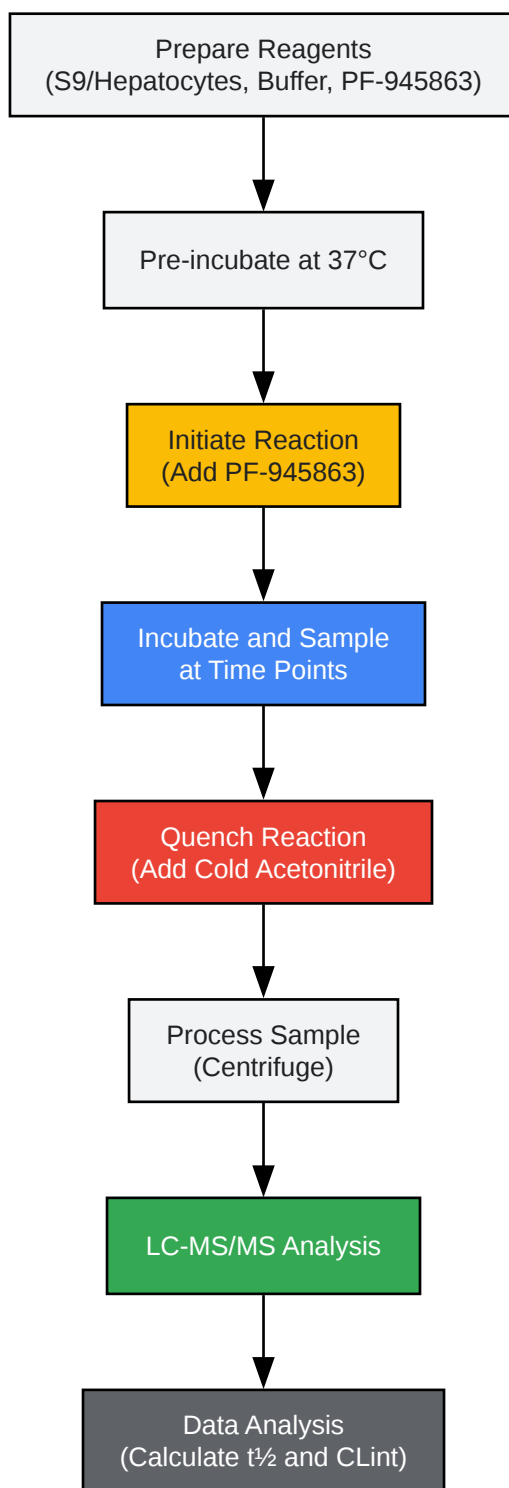 Prepare Reagents
(S9/Hepatocytes, Buffer, PF-945863)
Pre-incubate at 37°C
Initiate Reaction
(Add PF-945863)
Incubate and Sample
at Time Points
Quench Reaction
(Add Cold Acetonitrile)
Process Sample
(Centrifuge)
LC-MS/MS Analysis
Data Analysis
(Calculate t½ and CLint)